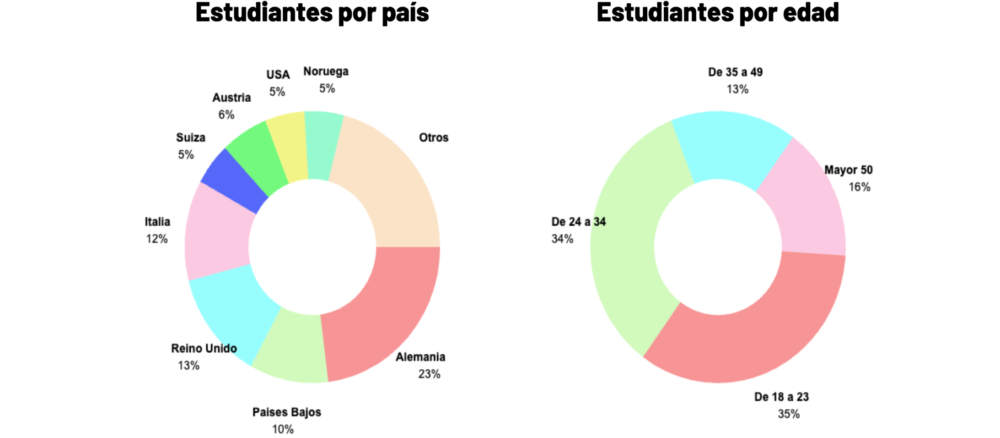 Estudiantes por país
Noruega
5%
USA
5%
Austria
6%
Suiza
5%
Italia
12%
Reino Unido
13%
Paises Bajos
10%
Alemania
23%
Otros
Estudiantes por edad
De 35 a 49
13%
Mayor 50
16%
De 24 a 34
34%
De 18 a 23
35%